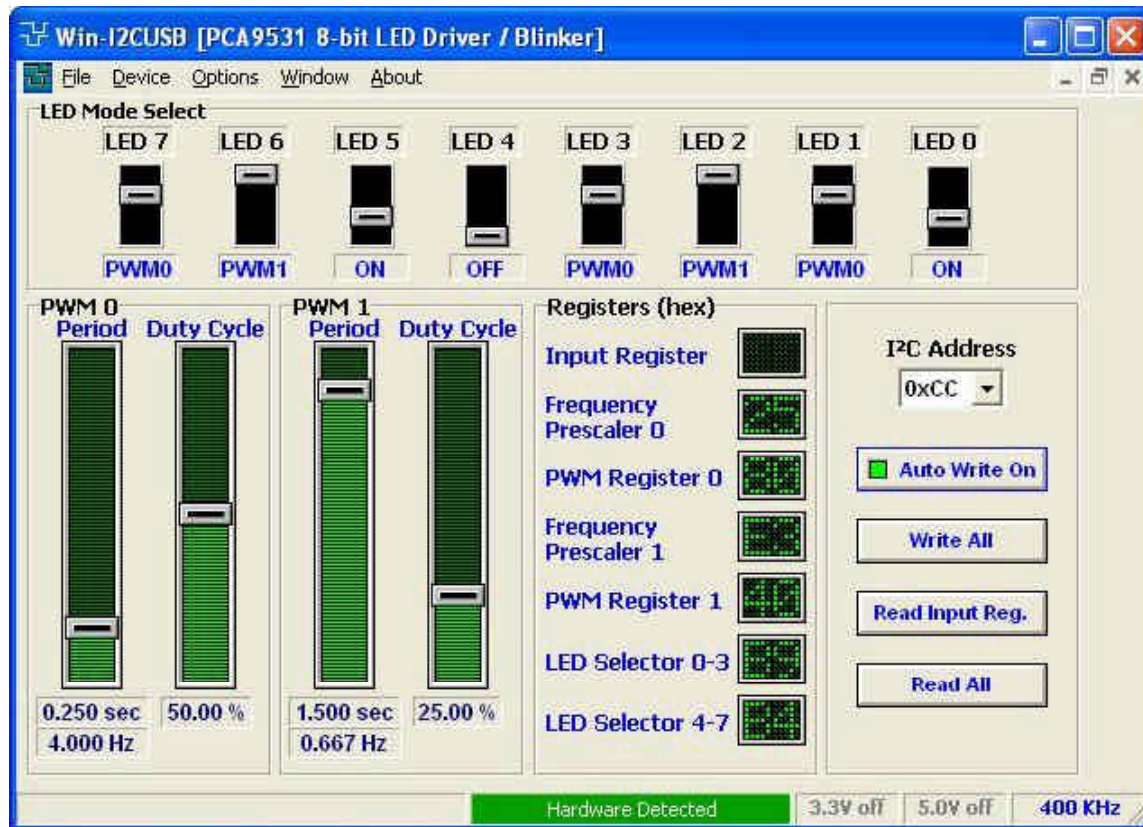 Win-I2CUSB [PCA9531 8-bit LED Driver / Blinker]
File Device Options Window About
LED Mode Select
LED 7 LED 6 LED 5 LED 4 LED 3 LED 2 LED 1 LED 0
PWM0 PWM1 ON OFF PWM0 PWM1 PWM0 ON
PWM 0
Period Duty Cycle
0.250 sec 50.00 %
4.000 Hz
PWM 1
Period Duty Cycle
1.500 sec 25.00 %
0.667 Hz
Registers (hex)
Input Register
Frequency
Prescaler 0
PWM Register 0
Frequency
Prescaler 1
PWM Register 1
LED Selector 0-3
LED Selector 4-7
I²C Address
0xCC
Auto Write On
Write All
Read Input Reg.
Read All
Hardware Detected 3.3V off 5.0V off 400 KHz